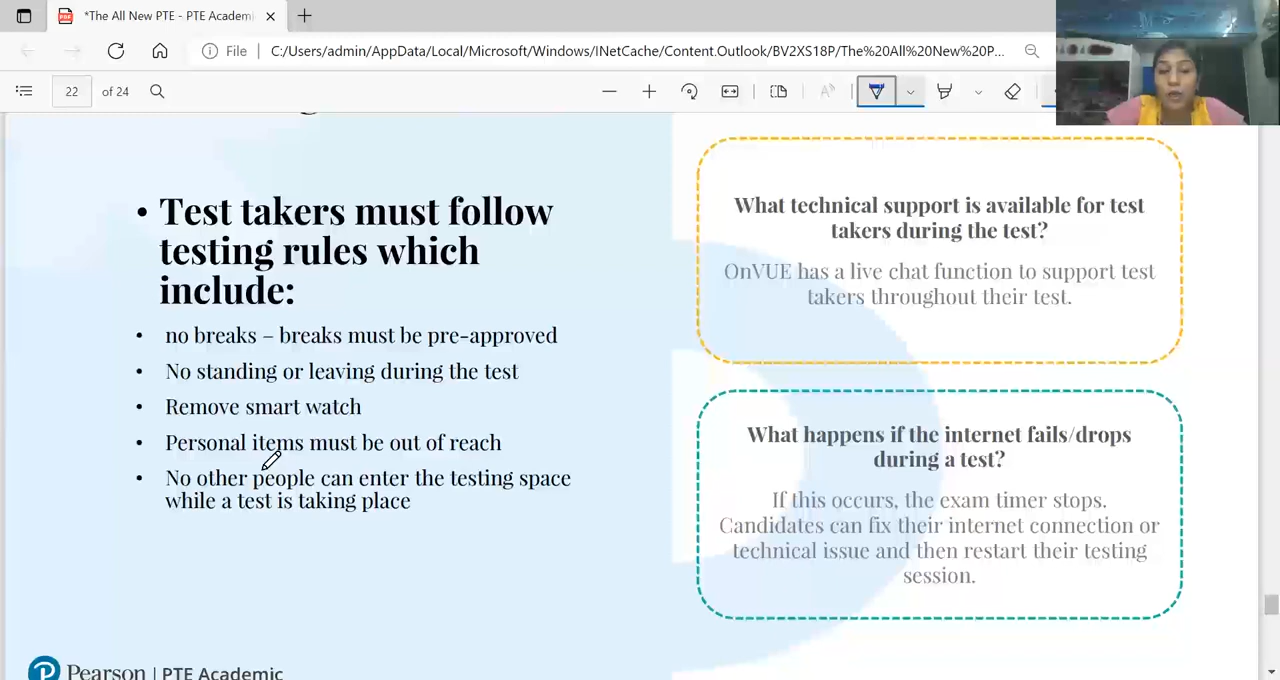 *The All New PTE - PTE Academi
File
C:/Users/admin/AppData/Local/Microsoft/Windows/INetCache/Content.Outlook/BV2XS18P/The%20All%20New%20P...
22 of 24
• Test takers must follow
testing rules which
include:
• no breaks – breaks must be pre-approved
• No standing or leaving during the test
• Remove smart watch
• Personal items must be out of reach
• No other people can enter the testing space
while a test is taking place
What technical support is available for test
takers during the test?
OnVUE has a live chat function to support test
takers throughout their test.
What happens if the internet fails/drops
during a test?
If this occurs, the exam timer stops.
Candidates can fix their internet connection or
technical issue and then restart their testing
session.
Pearson | PTE Academic